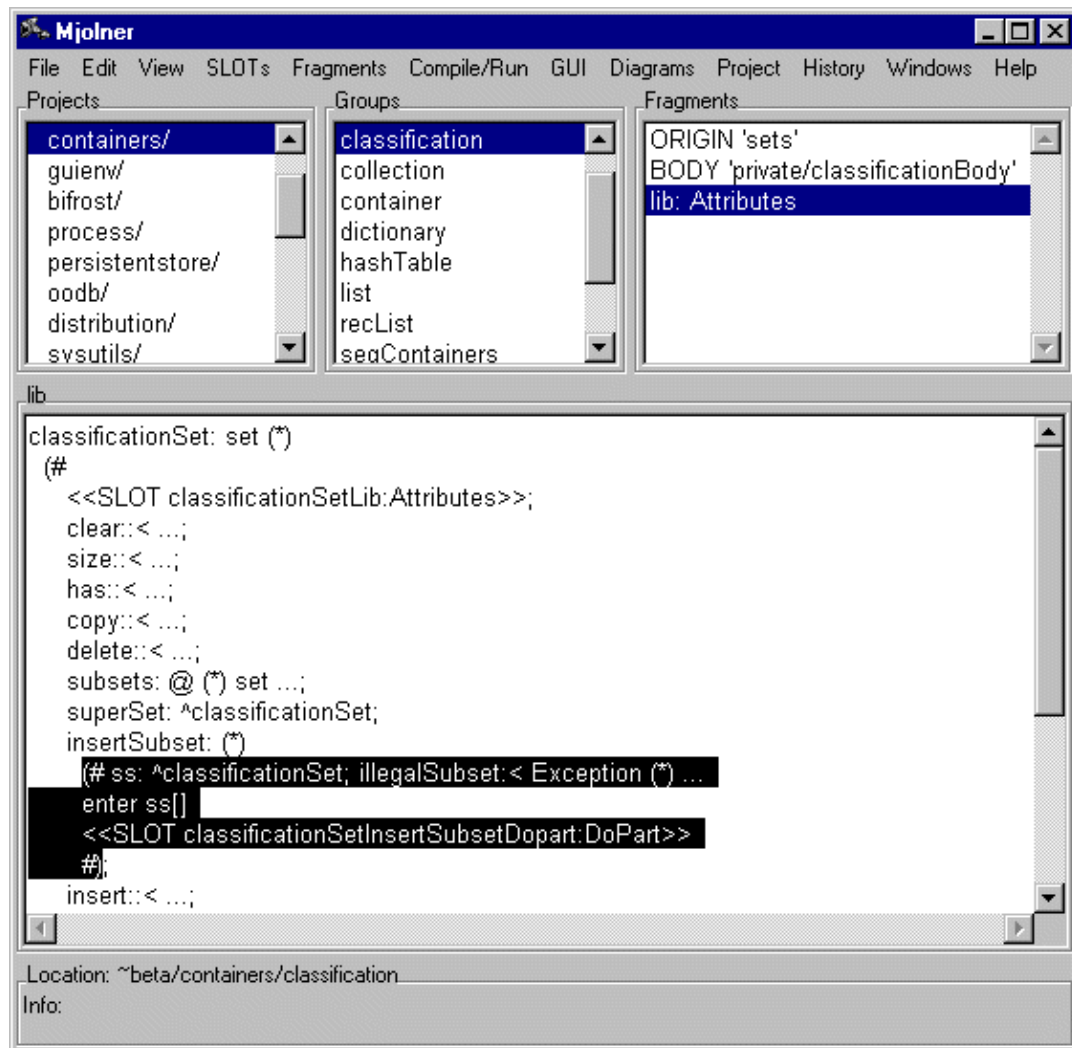 Mjolner
File Edit View SLOTs Fragments Compile/Run GUI Diagrams Project History Windows Help
Projects
containers/
guienv/
bifrost/
process/
persistentstore/
oodb/
distribution/
sysutils/
Groups
classification
collection
container
dictionary
hashTable
list
recList
seqContainers
Fragments
ORIGIN 'sets'
BODY 'private/classificationBody'
lib: Attributes
lib
classificationSet: set (*)
(#
<<SLOT classificationSetLib:Attributes>>;
clear::< ...;
size::< ...;
has::< ...;
copy::< ...;
delete::< ...;
subsets: @ (*) set ...;
superSet: ^classificationSet;
insertSubset: (*)
(# ss: ^classificationSet; illegalSubset:< Exception (*) ...
enter ss[]
<<SLOT classificationSetInsertSubsetDopart:DoPart>>
#);
insert::< ...;
Location: ~beta/containers/classification
Info: